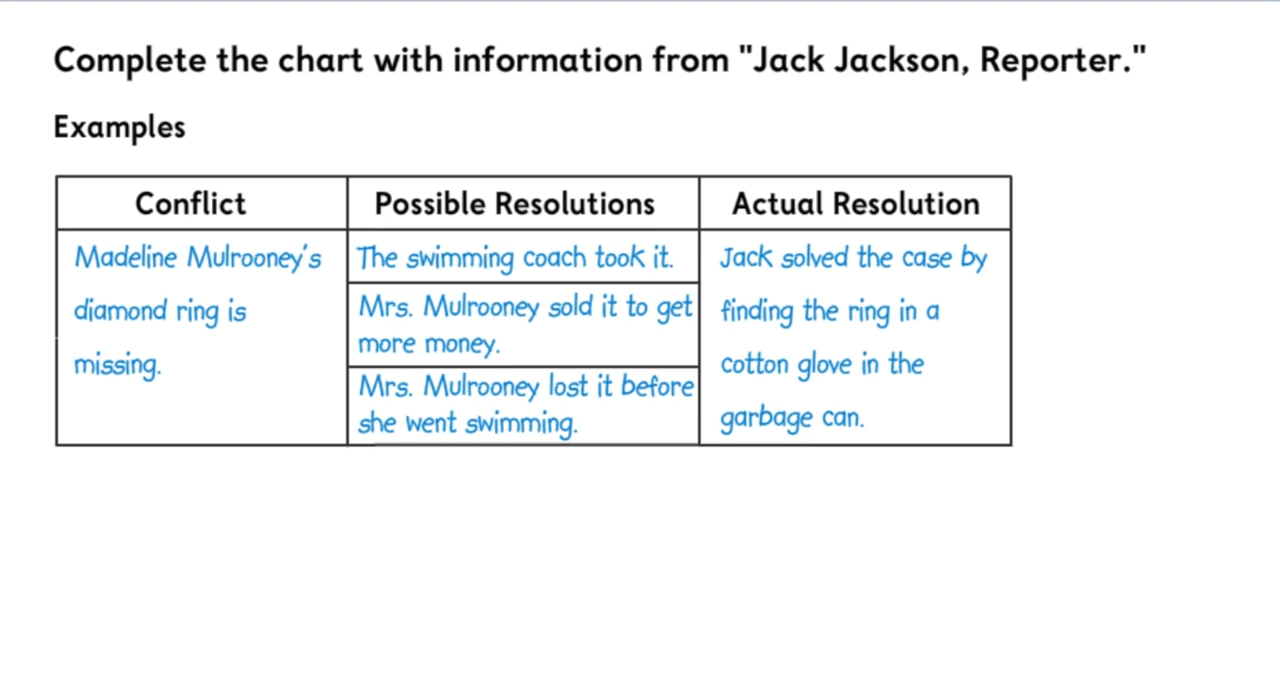 Complete the chart with information from "Jack Jackson, Reporter."
Examples
Conflict
Possible Resolutions
Actual Resolution
Madeline Mulrooney's
diamond ring is
missing.
The swimming coach took it.
Mrs. Mulrooney sold it to get
more money.
Mrs. Mulrooney lost it before
she went swimming.
Jack solved the case by
finding the ring in a
cotton glove in the
garbage can.